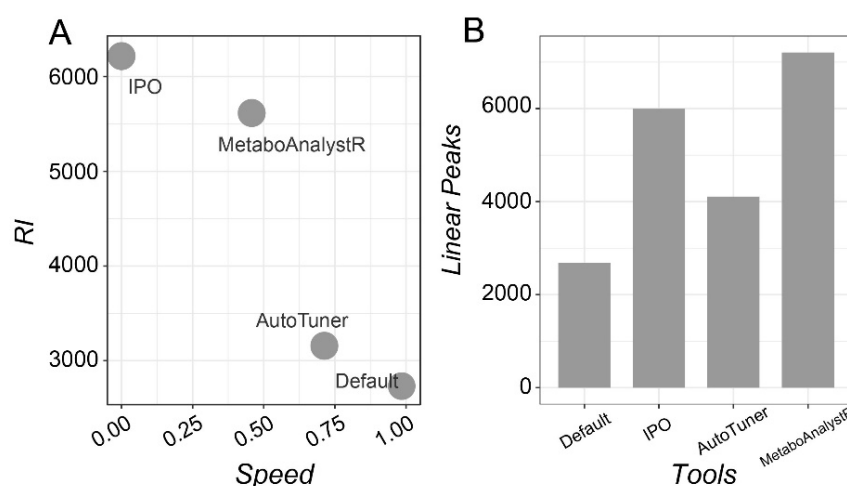 A
6000
5000
4000
3000
RI
IPO
MetaboAnalystR
AutoTuner
Default
0.00
0.25
0.50
0.75
1.00
Speed
B
6000
4000
2000
0
Linear Peaks
Default
IPO
AutoTuner
MetaboAnalystR
Tools